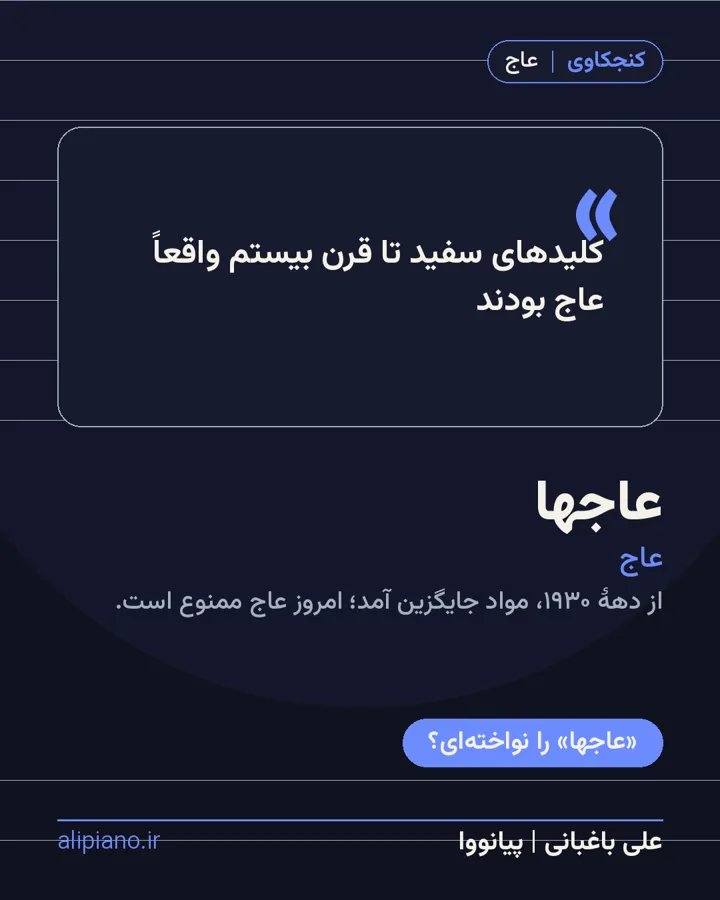 کنجکاوی | عاج
«
کلیدهای سفید تا قرن بیستم واقعاً
عاج بودند
عاجها
عاج
از دههٔ ۱۹۳۰، مواد جایگزین آمد؛ امروز عاج ممنوع است.
«عاجها» را نواخته‌ای؟
علی باغبانی | پیانووا
alipiano.ir